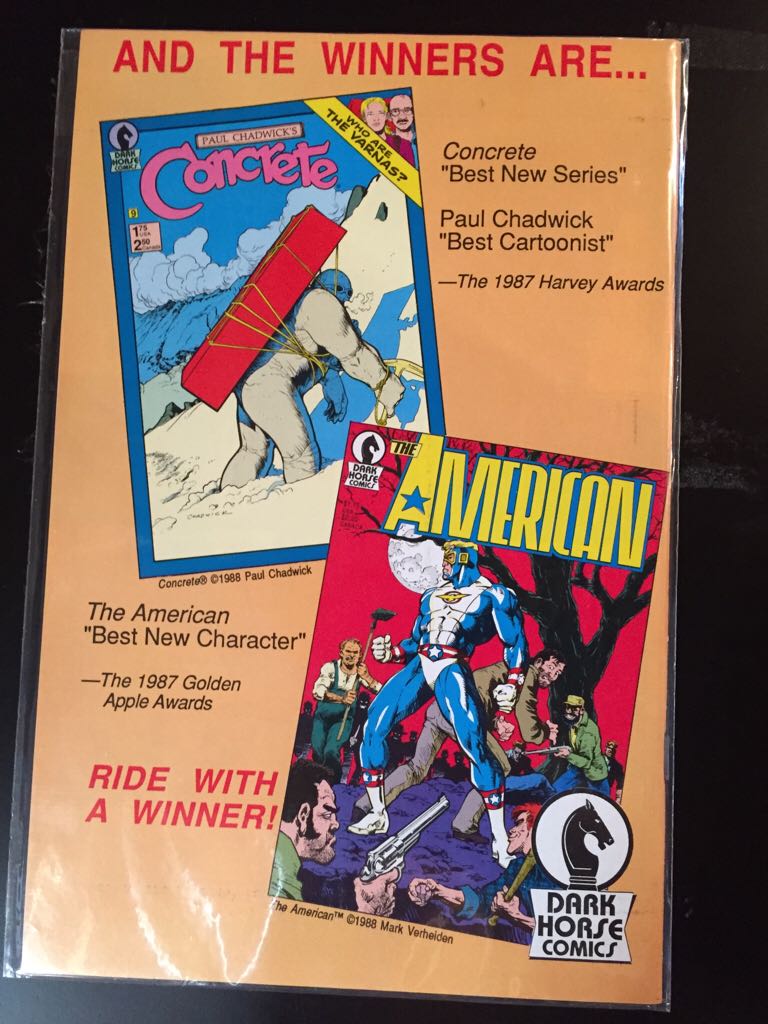 AND THE WINNERS ARE...
DARK
HORSE
COMICS
PAUL CHADWICK'S
Concrete
WHO ARE
THE VARNAS?
9
1.75
USA
2.50
Canada
CHADWICK
Concrete
"Best New Series"
Paul Chadwick
"Best Cartoonist"
—The 1987 Harvey Awards
Concrete® ©1988 Paul Chadwick
DARK
HORSE
COMICS
THE
AMERICAN
The American
"Best New Character"
—The 1987 Golden
Apple Awards
RIDE WITH
A WINNER!
The American™ ©1988 Mark Verheiden
DARK
HORSE
COMICS